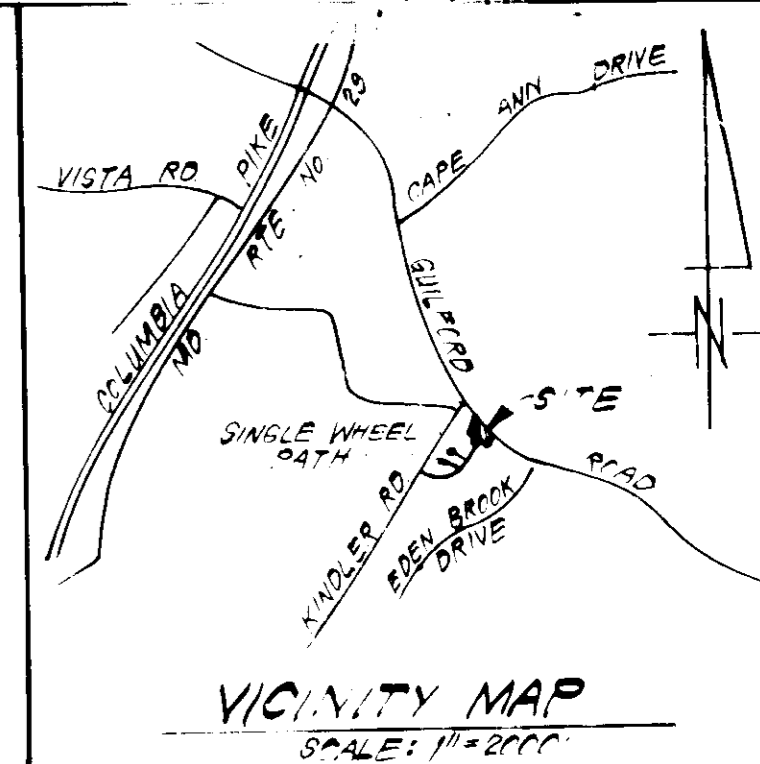 VISTA RD
COLUMBIA PIKE
MD. RTE NO. 29
CAPE ANN DRIVE
GUILFORD ROAD
SITE
SINGLE WHEEL
PATH
KINDLER RD.
EDEN BROOK
DRIVE
N
VICINITY MAP
SCALE: 1"=2000'